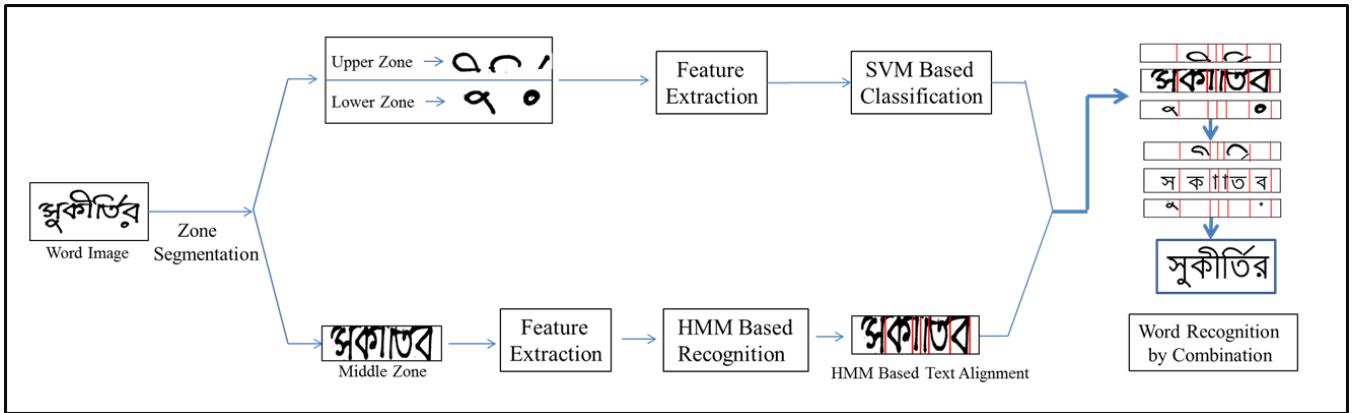 Upper Zone
Lower Zone
Feature
Extraction
SVM Based
Classification
সুকীর্তির
Word Image
Zone
Segmentation
Middle Zone
Feature
Extraction
HMM Based
Recognition
HMM Based Text Alignment
স ক া া ত ব
সুকীর্তির
Word Recognition
by Combination